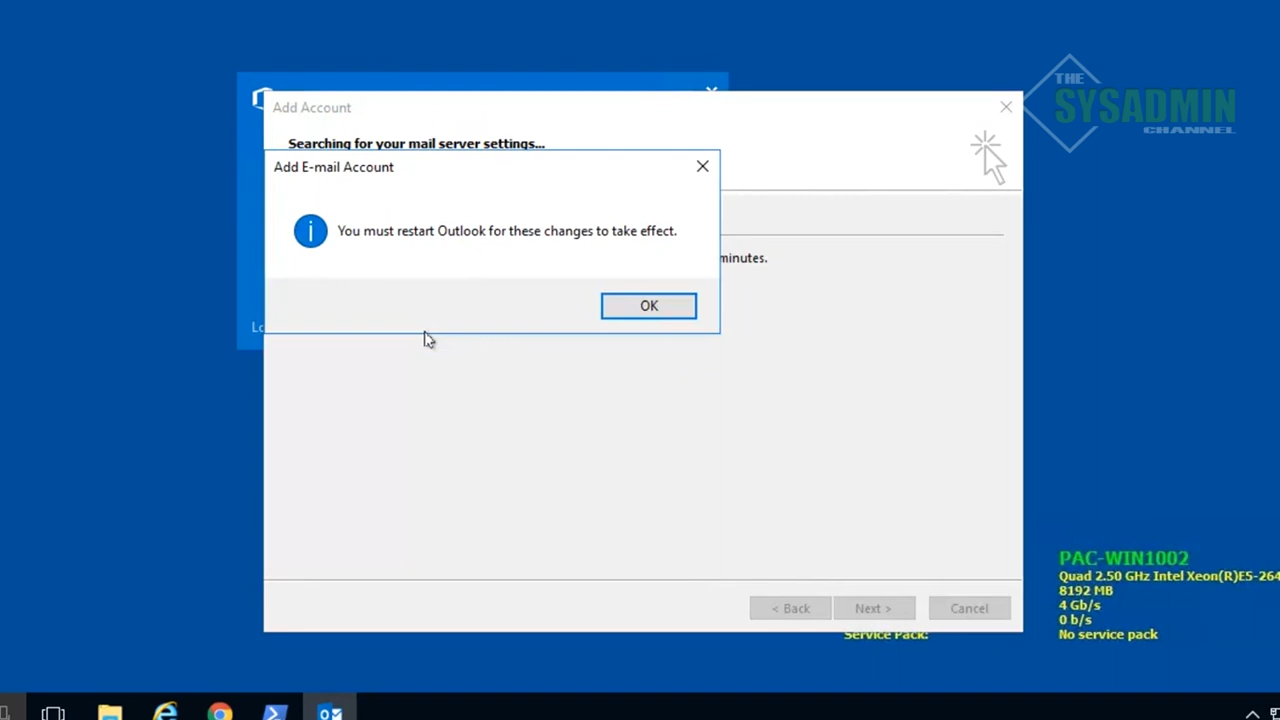 THE
SYSADMIN
CHANNEL
Add Account
Searching for your mail server settings...
Add E-mail Account
You must restart Outlook for these changes to take effect.
minutes.
OK
< Back
Next >
Cancel
PAC-WIN1002
Quad 2.50 GHz Intel Xeon(R)E5-264
8192 MB
4 Gb/s
0 b/s
Service Pack:
No service pack